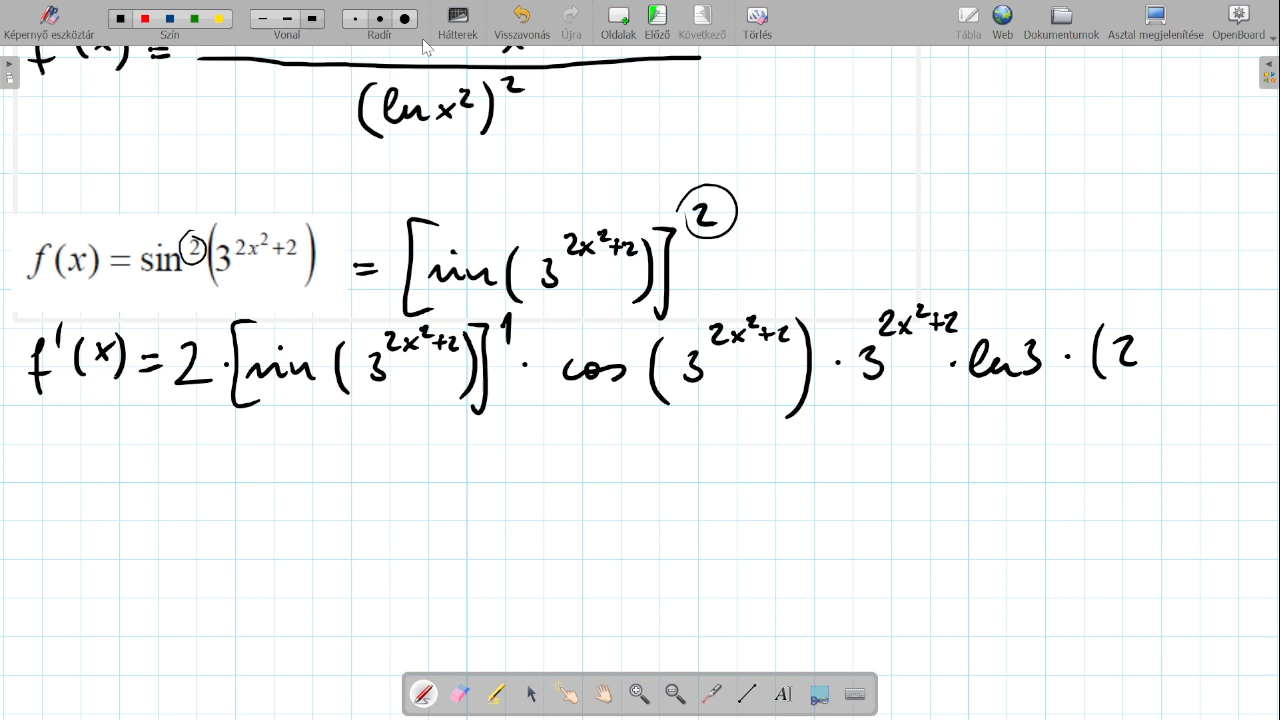 Képernyő eszköztár Szín Vonal Radír Hátterek Visszavonás Újra Oldalak Előző Következő Törlés Tábla Web Dokumentumok Asztal megjelenítése OpenBoard
f'(x) =
(ln x²)²
f(x) = sin²(3^(2x²+2)) = [sin(3^(2x²+2))]²
f'(x) = 2 · [sin(3^(2x²+2))]¹ · cos(3^(2x²+2)) · 3^(2x²+2) · ln3 · (2